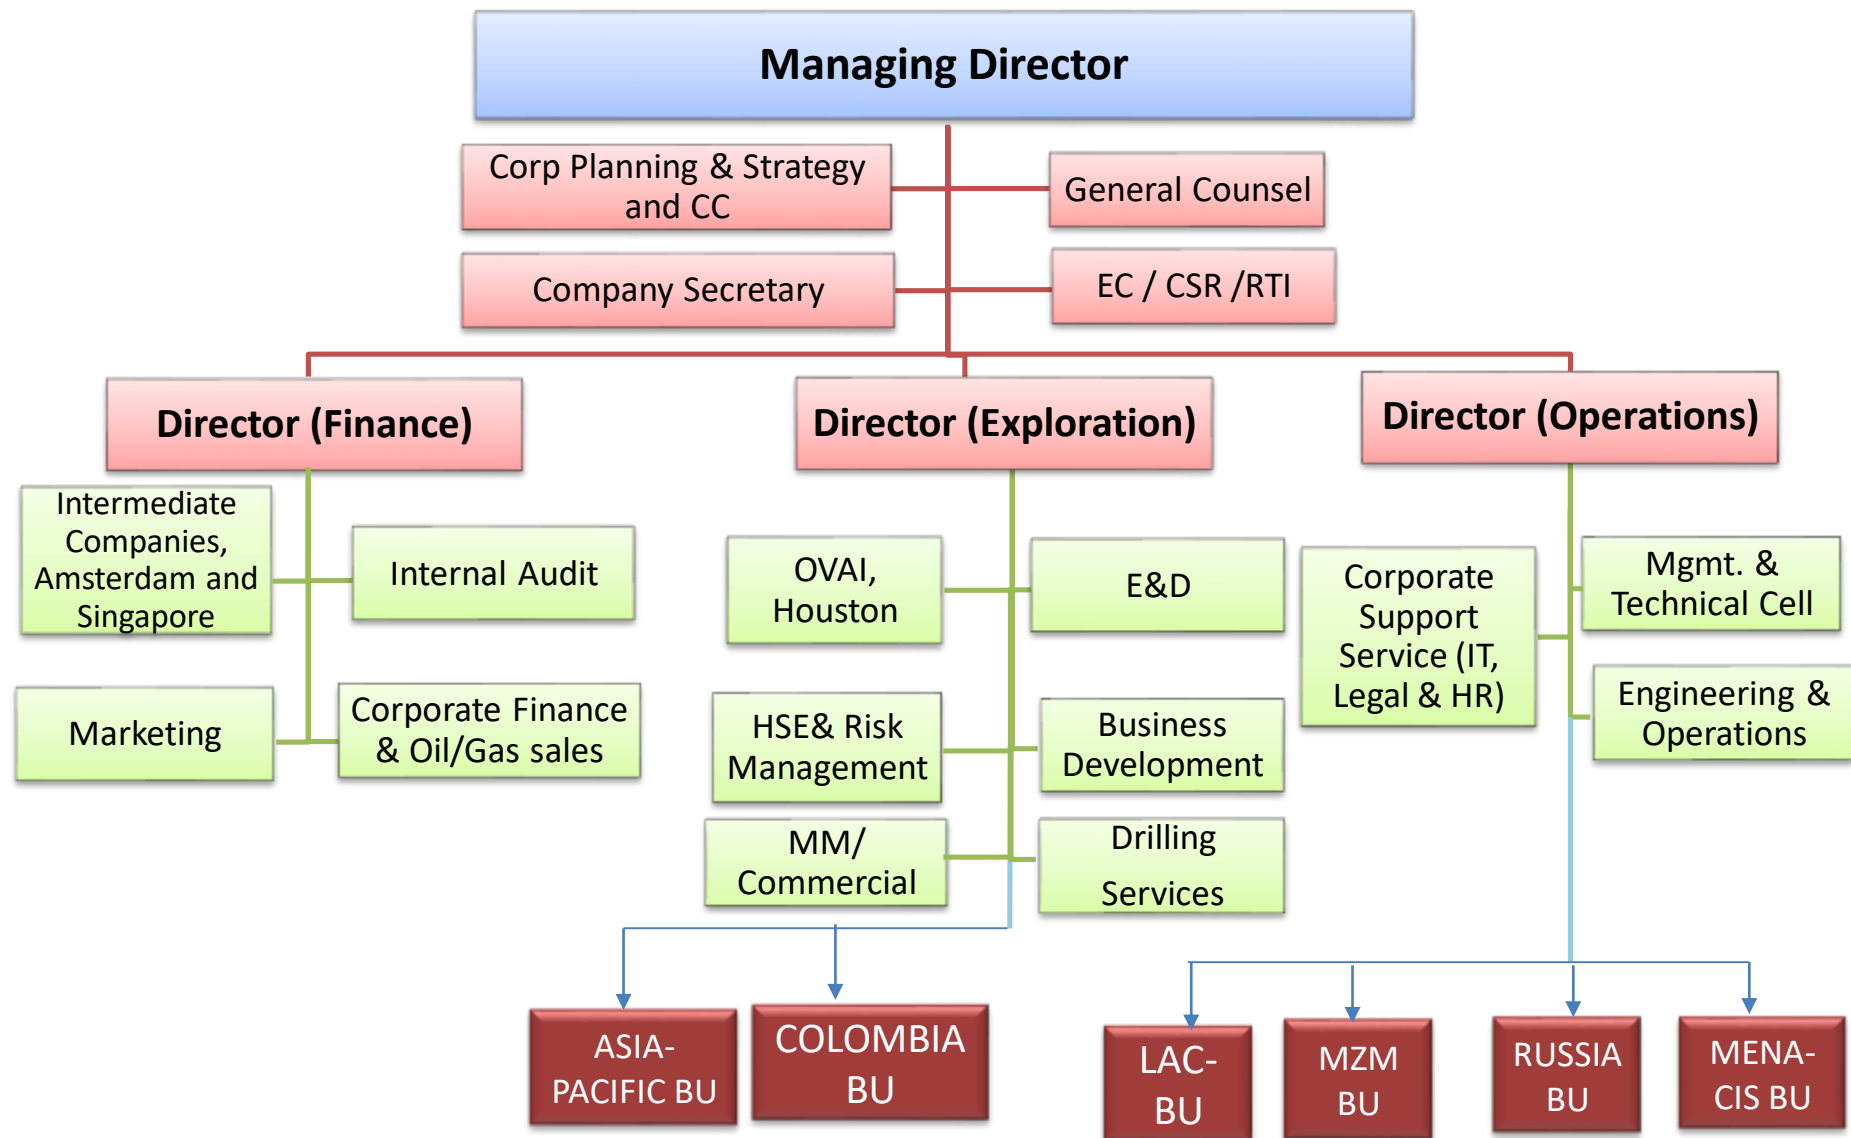 Managing Director
Corp Planning & Strategy
and CC
General Counsel
Company Secretary
EC / CSR /RTI
Director (Finance)
Director (Exploration)
Director (Operations)
Intermediate
Companies,
Amsterdam and
Singapore
Internal Audit
Marketing
Corporate Finance
& Oil/Gas sales
OVAI,
Houston
E&D
HSE& Risk
Management
Business
Development
MM/
Commercial
Drilling
Services
Corporate
Support
Service (IT,
Legal & HR)
Mgmt. &
Technical Cell
Engineering &
Operations
ASIA-
PACIFIC BU
COLOMBIA
BU
LAC-
BU
MZM
BU
RUSSIA
BU
MENA-
CIS BU